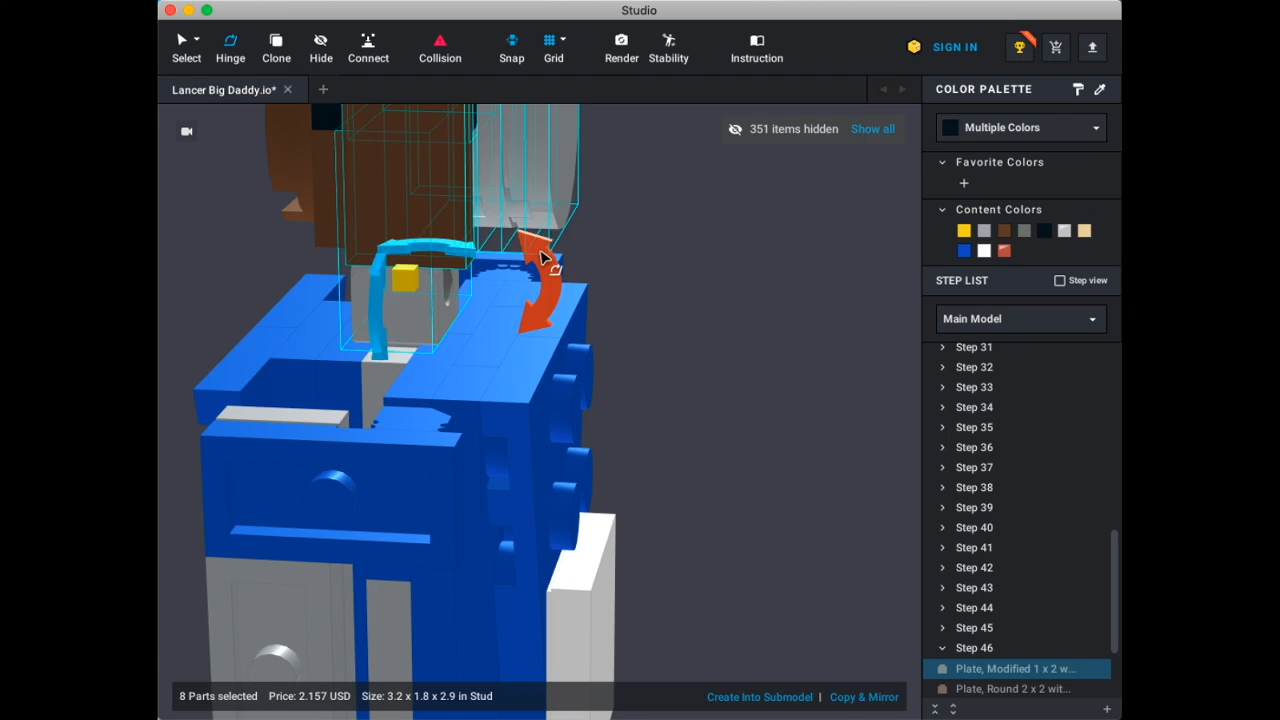 Studio
Select Hinge Clone Hide Connect Collision Snap Grid Render Stability Instruction SIGN IN
Lancer Big Daddy.io*
351 items hidden Show all
COLOR PALETTE
Multiple Colors
Favorite Colors
Content Colors
STEP LIST Step view
Main Model
Step 31
Step 32
Step 33
Step 34
Step 35
Step 36
Step 37
Step 38
Step 39
Step 40
Step 41
Step 42
Step 43
Step 44
Step 45
Step 46
Plate, Modified 1 x 2 w...
Plate, Round 2 x 2 wit...
8 Parts selected Price: 2.157 USD Size: 3.2 x 1.8 x 2.9 in Stud Create Into Submodel | Copy & Mirror